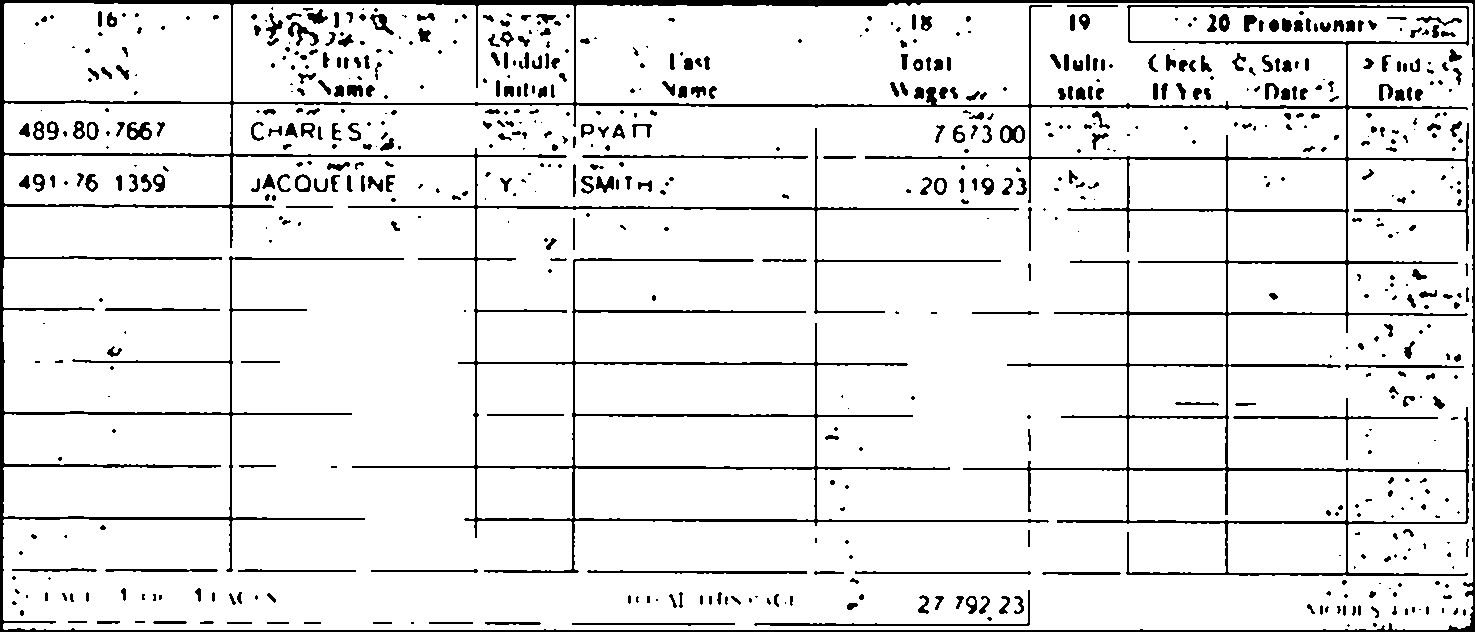 16 17 18 19 20 Probationary
SSN First Name Middle Initial Last Name Total Wages Multi-state Check If Yes Start Date End Date
489-80-7667 CHARLES PYATT 7 673 00
491-76 1359 JACQUELINE Y SMITH 20 119 23
TOTAL THIS PAGE 27 792 23